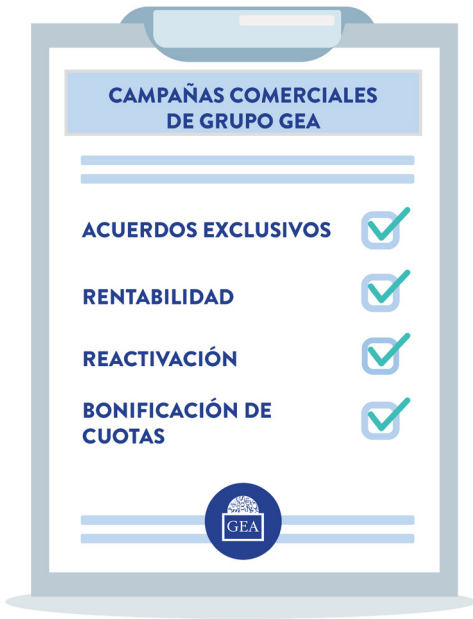 CAMPAÑAS COMERCIALES
DE GRUPO GEA
ACUERDOS EXCLUSIVOS
RENTABILIDAD
REACTIVACIÓN
BONIFICACIÓN DE
CUOTAS
GEA